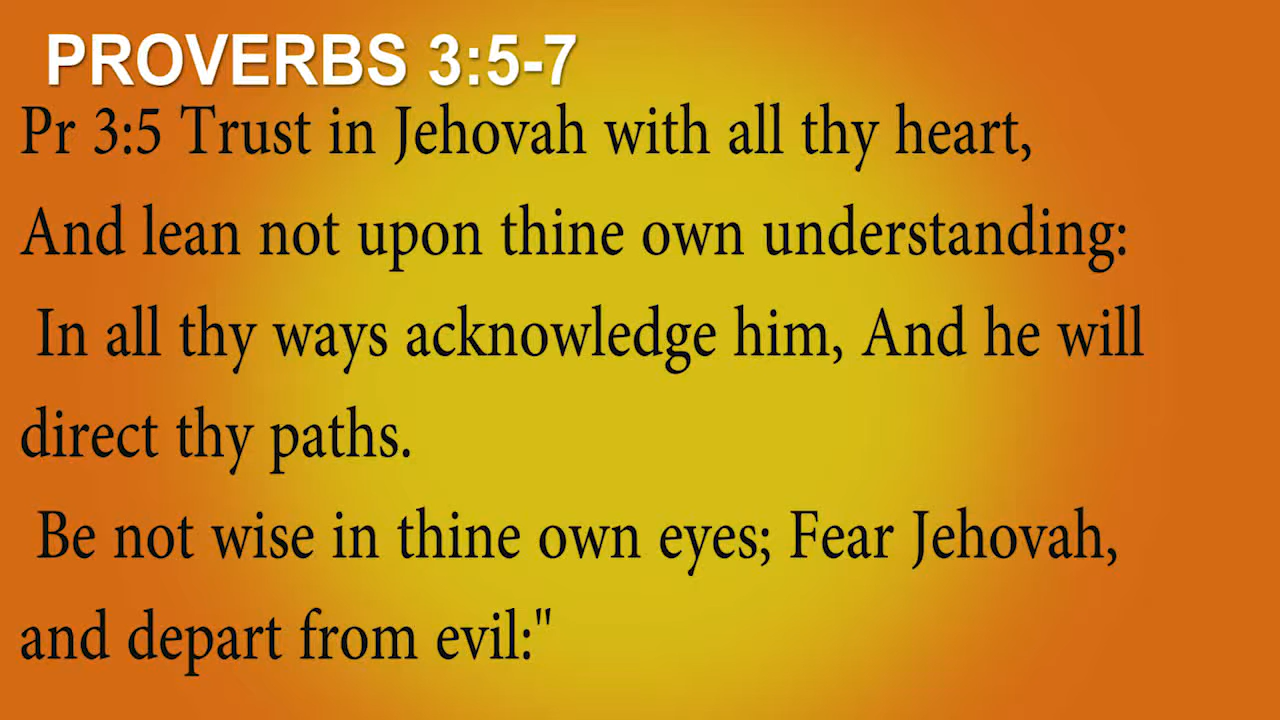 PROVERBS 3:5-7
Pr 3:5 Trust in Jehovah with all thy heart,
And lean not upon thine own understanding:
In all thy ways acknowledge him, And he will
direct thy paths.
Be not wise in thine own eyes; Fear Jehovah,
and depart from evil:"